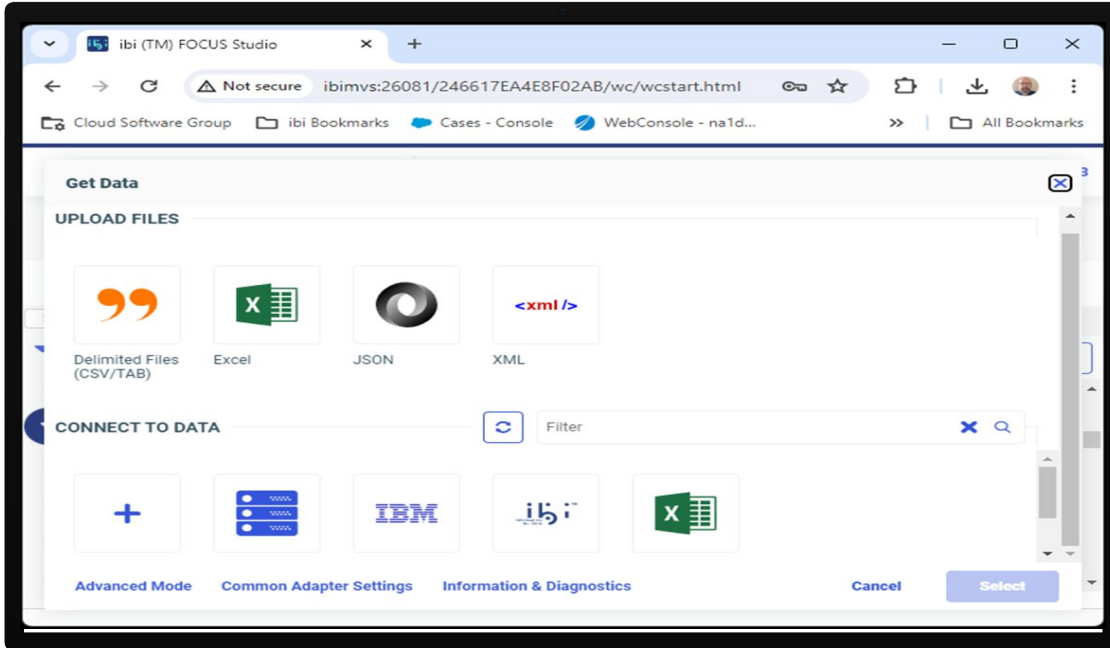 ibi (TM) FOCUS Studio
Not secure ibimvs:26081/246617EA4E8F02AB/wc/wcstart.html
Cloud Software Group ibi Bookmarks Cases - Console WebConsole - na1d... » All Bookmarks
Get Data
UPLOAD FILES
<xml/>
Delimited Files (CSV/TAB)
Excel
JSON
XML
CONNECT TO DATA
Filter
IBM
ibi
Advanced Mode Common Adapter Settings Information & Diagnostics Cancel Select